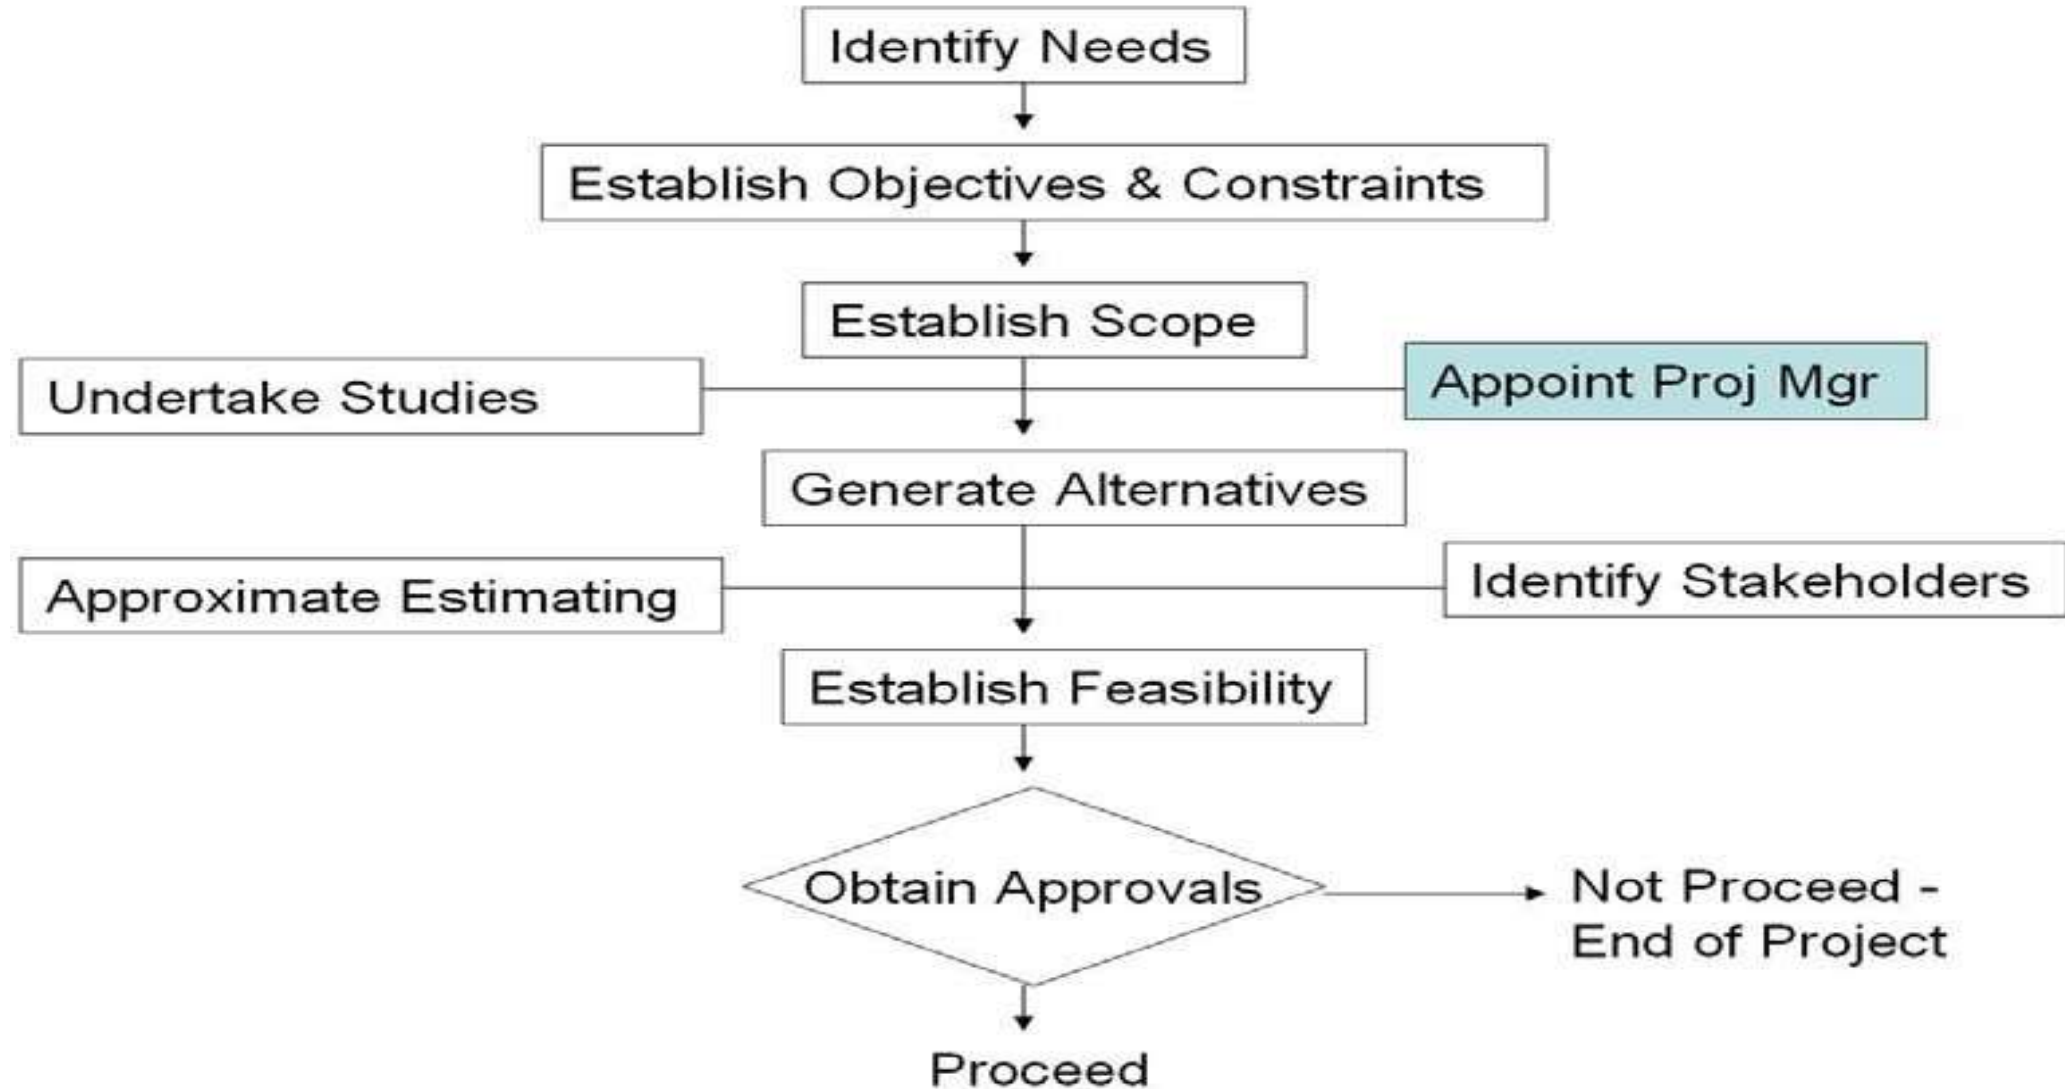 Identify Needs
Establish Objectives & Constraints
Establish Scope
Undertake Studies
Appoint Proj Mgr
Generate Alternatives
Approximate Estimating
Identify Stakeholders
Establish Feasibility
Obtain Approvals
Not Proceed -
End of Project
Proceed